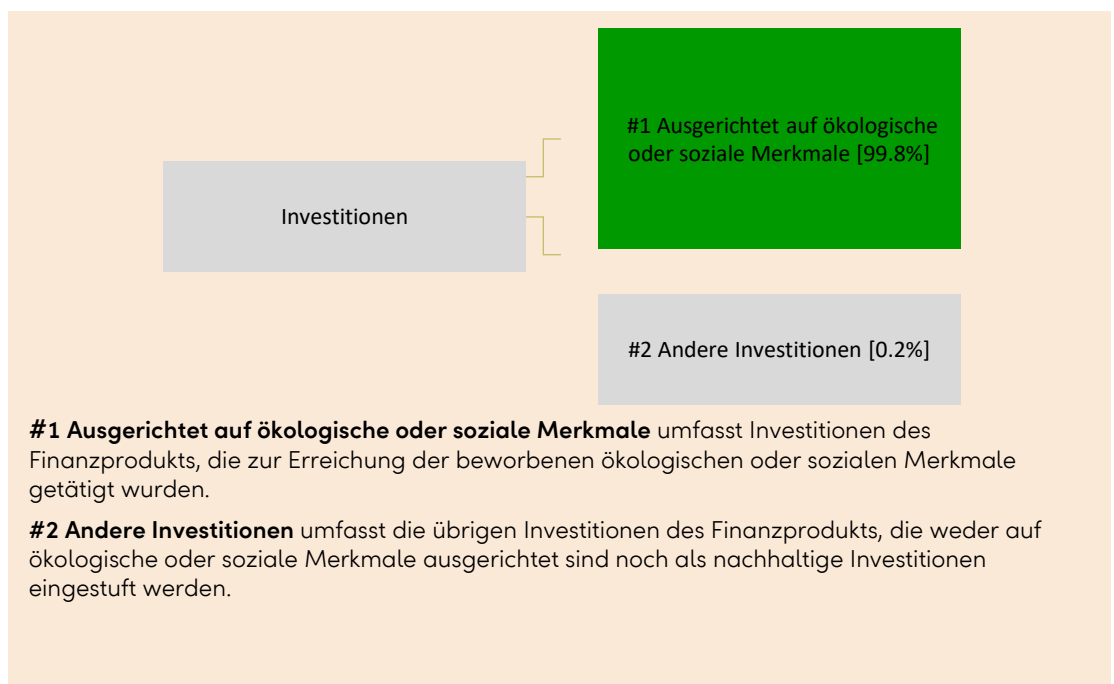 #1 Ausgerichtet auf ökologische
oder soziale Merkmale [99.8%]
Investitionen
#2 Andere Investitionen [0.2%]
#1 Ausgerichtet auf ökologische oder soziale Merkmale umfasst Investitionen des
Finanzprodukts, die zur Erreichung der beworbenen ökologischen oder sozialen Merkmale
getätigt wurden.
#2 Andere Investitionen umfasst die übrigen Investitionen des Finanzprodukts, die weder auf
ökologische oder soziale Merkmale ausgerichtet sind noch als nachhaltige Investitionen
eingestuft werden.